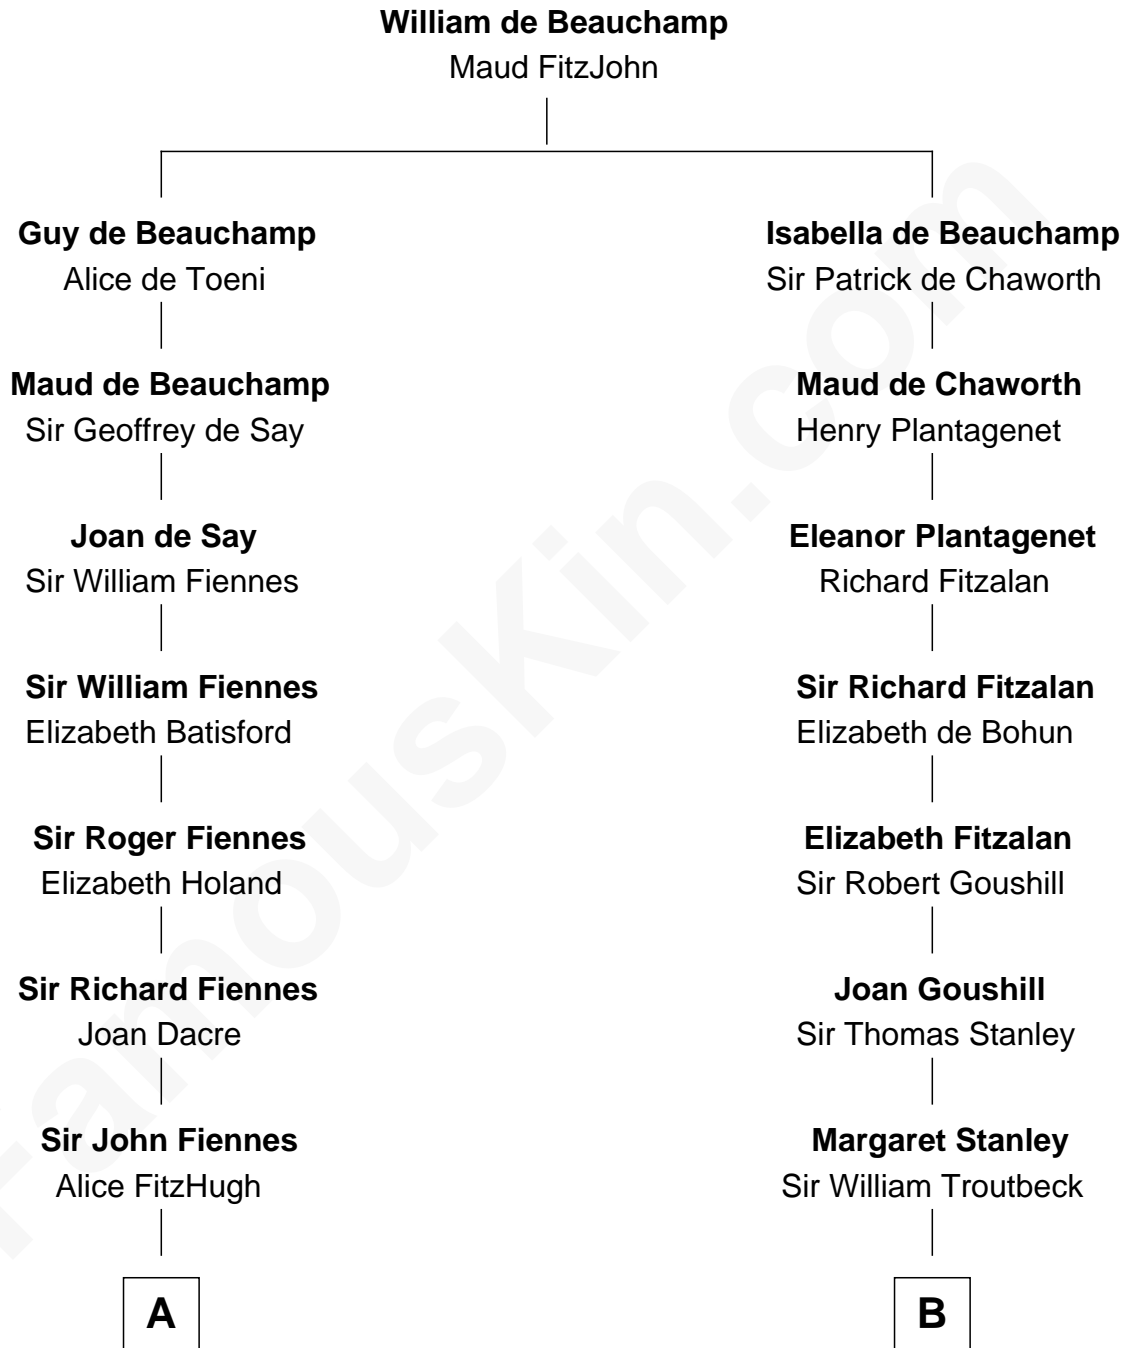 William de Beauchamp
Maud FitzJohn
Guy de Beauchamp
Alice de Toeni
Isabella de Beauchamp
Sir Patrick de Chaworth
Maud de Beauchamp
Sir Geoffrey de Say
Maud de Chaworth
Henry Plantagenet
Joan de Say
Sir William Fiennes
Eleanor Plantagenet
Richard Fitzalan
Sir William Fiennes
Elizabeth Batisford
Sir Richard Fitzalan
Elizabeth de Bohun
Sir Roger Fiennes
Elizabeth Holand
Elizabeth Fitzalan
Sir Robert Goushill
Sir Richard Fiennes
Joan Dacre
Joan Goushill
Sir Thomas Stanley
Sir John Fiennes
Alice FitzHugh
Margaret Stanley
Sir William Troutbeck
A
B
FamousKin.com